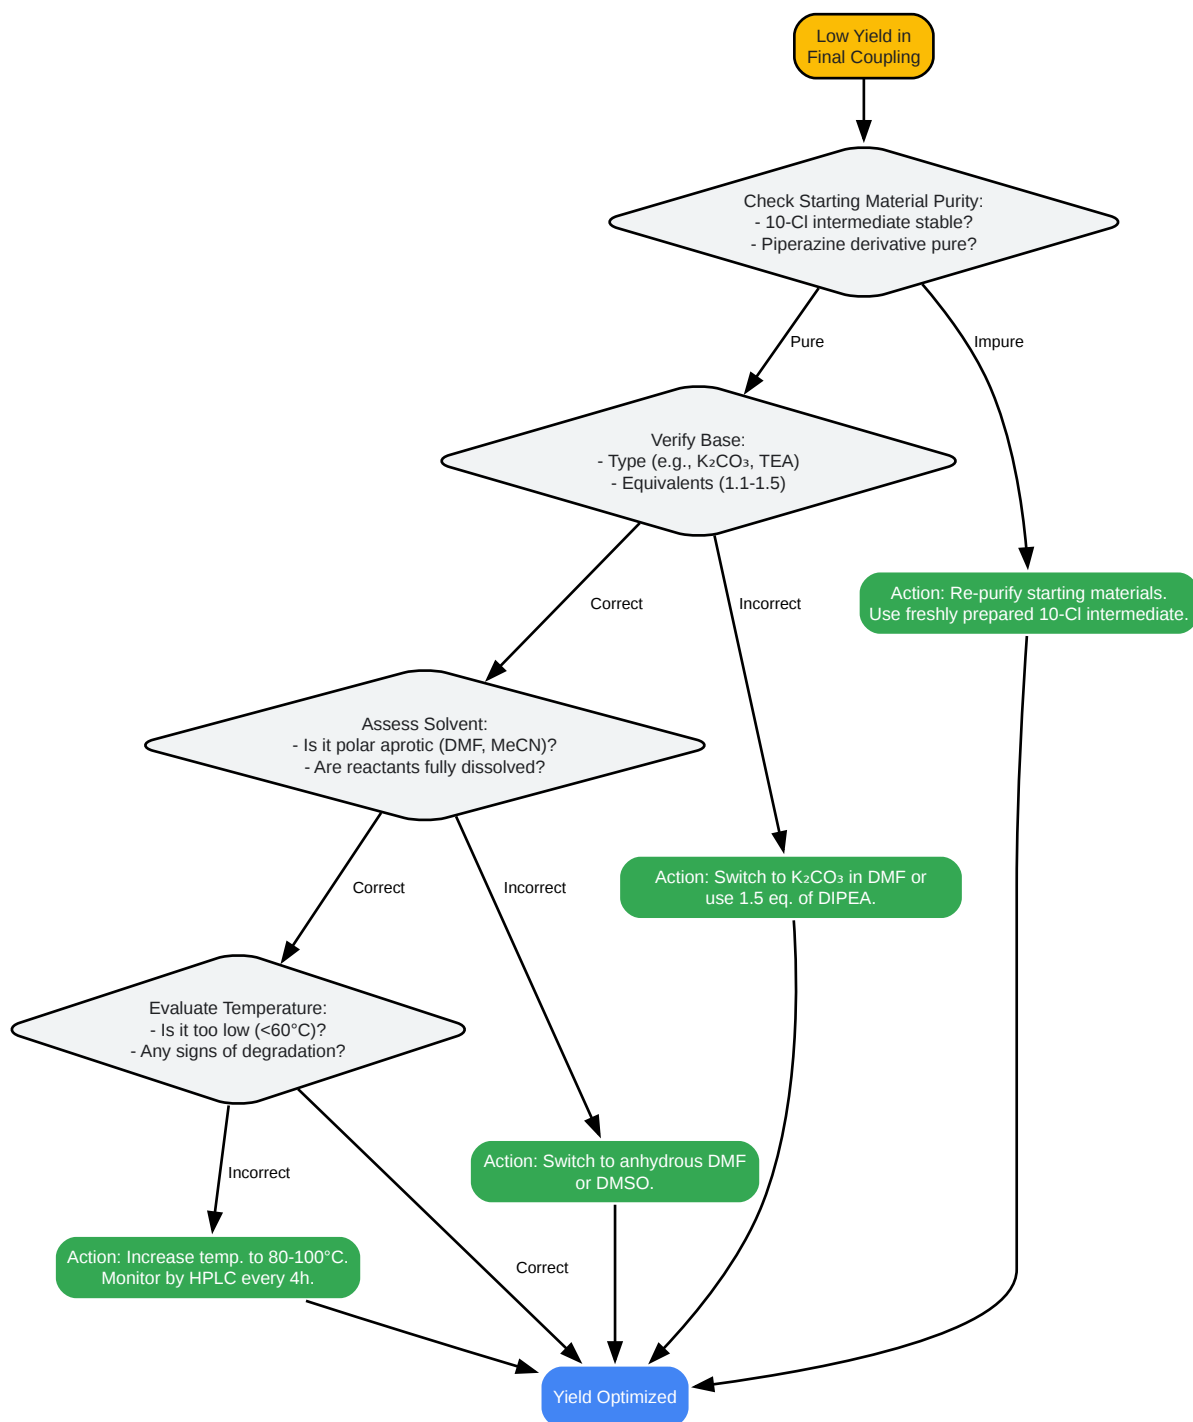 Low Yield in
Final Coupling
Check Starting Material Purity:
- 10-Cl intermediate stable?
- Piperazine derivative pure?
Pure
Impure
Verify Base:
- Type (e.g., K₂CO₃, TEA)
- Equivalents (1.1-1.5)
Correct
Incorrect
Action: Re-purify starting materials.
Use freshly prepared 10-Cl intermediate.
Assess Solvent:
- Is it polar aprotic (DMF, MeCN)?
- Are reactants fully dissolved?
Correct
Incorrect
Action: Switch to K₂CO₃ in DMF or
use 1.5 eq. of DIPEA.
Evaluate Temperature:
- Is it too low (<60°C)?
- Any signs of degradation?
Incorrect
Correct
Action: Switch to anhydrous DMF
or DMSO.
Action: Increase temp. to 80-100°C.
Monitor by HPLC every 4h.
Yield Optimized